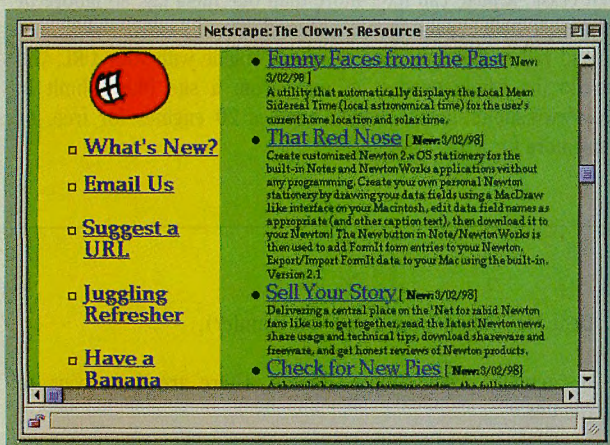 Netscape: The Clown's Resource
What's New?
Email Us
Suggest a
URL
Juggling
Refresher
Have a
Banana
Funny Faces from the Past[ New:
3/02/98 ]
A utility that automatically displays the Local Mean
Sidereal Time (local astronomical time) for the user's
current home location and solar time.
That Red Nose [ New: 3/02/98]
Create customized Newton 2.x OS stationery for the
built-in Notes and NewtonWorks applications without
any programming. Create your own personal Newton
stationery by drawing your data fields using a MacDraw
like interface on your Macintosh, edit data field names as
appropriate (and other caption text), then download it to
your Newton! The New button in Note/NewtonWorks is
then used to add FormIt form entries to your Newton.
Export/Import FormIt data to your Mac using the built-in.
Version 2.1
Sell Your Story [ New: 3/02/98]
Delivering a central place on the 'Net for rabid Newton
fans like us to get together, read the latest Newton news,
share usage and technical tips, download shareware and
freeware, and get honest reviews of Newton products.
Check for New Pies [ New: 3/02/98]